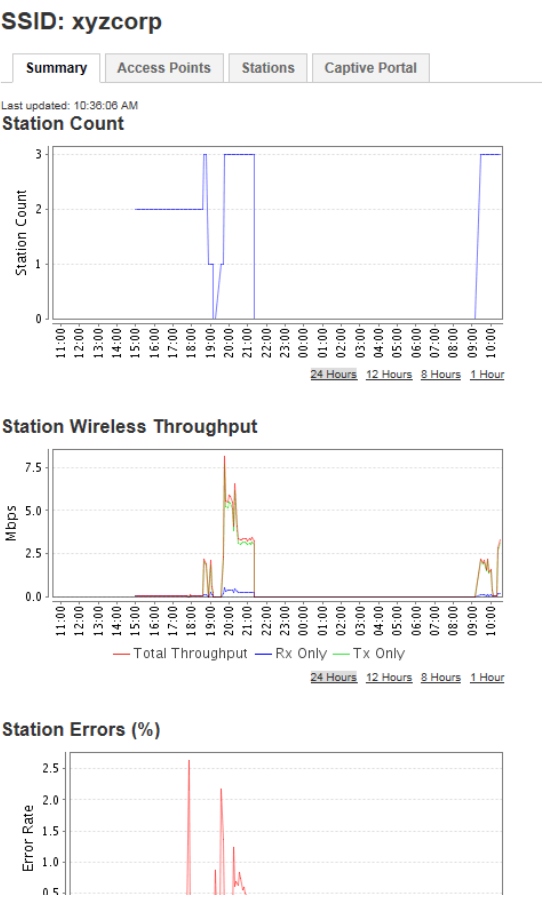 SSID: xyzcorp
Summary Access Points Stations Captive Portal
Last updated: 10:36:06 AM
Station Count
Station Count
3
2
1
0
11:00 12:00 13:00 14:00 15:00 16:00 17:00 18:00 19:00 20:00 21:00 22:00 23:00 00:00 01:00 02:00 03:00 04:00 05:00 06:00 07:00 08:00 09:00 10:00
24 Hours 12 Hours 8 Hours 1 Hour
Station Wireless Throughput
Mbps
7.5
5.0
2.5
0.0
11:00 12:00 13:00 14:00 15:00 16:00 17:00 18:00 19:00 20:00 21:00 22:00 23:00 00:00 01:00 02:00 03:00 04:00 05:00 06:00 07:00 08:00 09:00 10:00
Total Throughput Rx Only Tx Only
24 Hours 12 Hours 8 Hours 1 Hour
Station Errors (%)
Error Rate
2.5
2.0
1.5
1.0
0.5